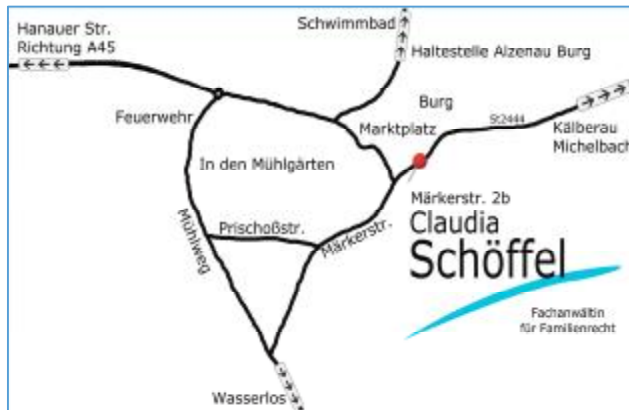 Hanauer Str.
Richtung A45
Schwimmbad
Haltestelle Alzenau Burg
Feuerwehr
Burg
Marktplatz
St2444
Kälberau
Michelbach
In den Mühlgärten
Märkerstr. 2b
Claudia
Schöffel
Prischoßstr.
Märkerstr.
Mühlweg
Fachanwältin
für Familienrecht
Wasserlos